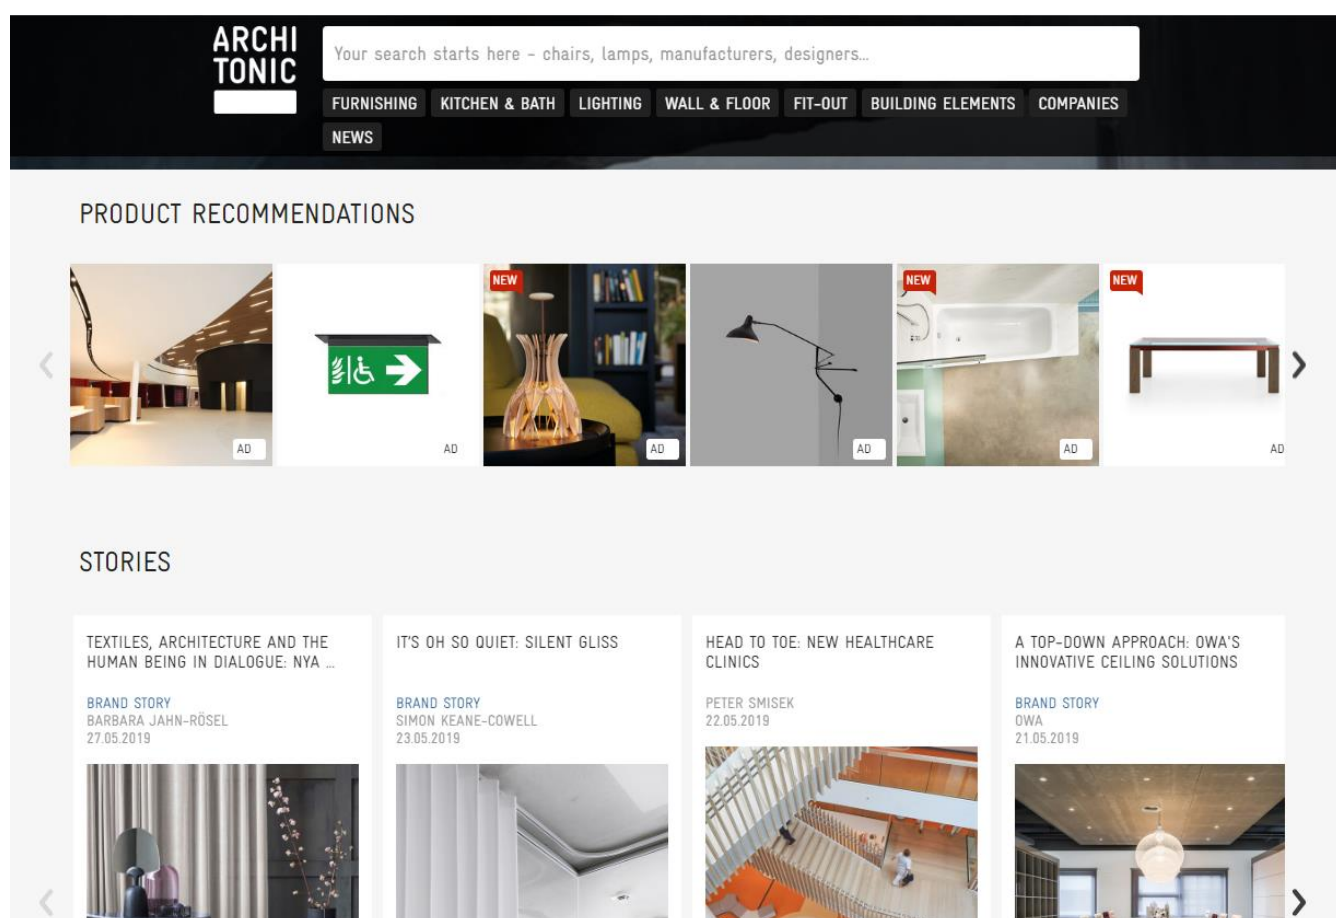 ARCHI
TONIC
Your search starts here - chairs, lamps, manufacturers, designers...
FURNISHING KITCHEN & BATH LIGHTING WALL & FLOOR FIT-OUT BUILDING ELEMENTS COMPANIES
NEWS
PRODUCT RECOMMENDATIONS
NEW NEW NEW
AD AD AD AD AD AD
STORIES
TEXTILES, ARCHITECTURE AND THE
HUMAN BEING IN DIALOGUE: NYA ...
BRAND STORY
BARBARA JAHN-RÖSEL
27.05.2019
IT'S OH SO QUIET: SILENT GLISS
BRAND STORY
SIMON KEANE-COWELL
23.05.2019
HEAD TO TOE: NEW HEALTHCARE
CLINICS
PETER SMISEK
22.05.2019
A TOP-DOWN APPROACH: OWA'S
INNOVATIVE CEILING SOLUTIONS
BRAND STORY
OWA
21.05.2019